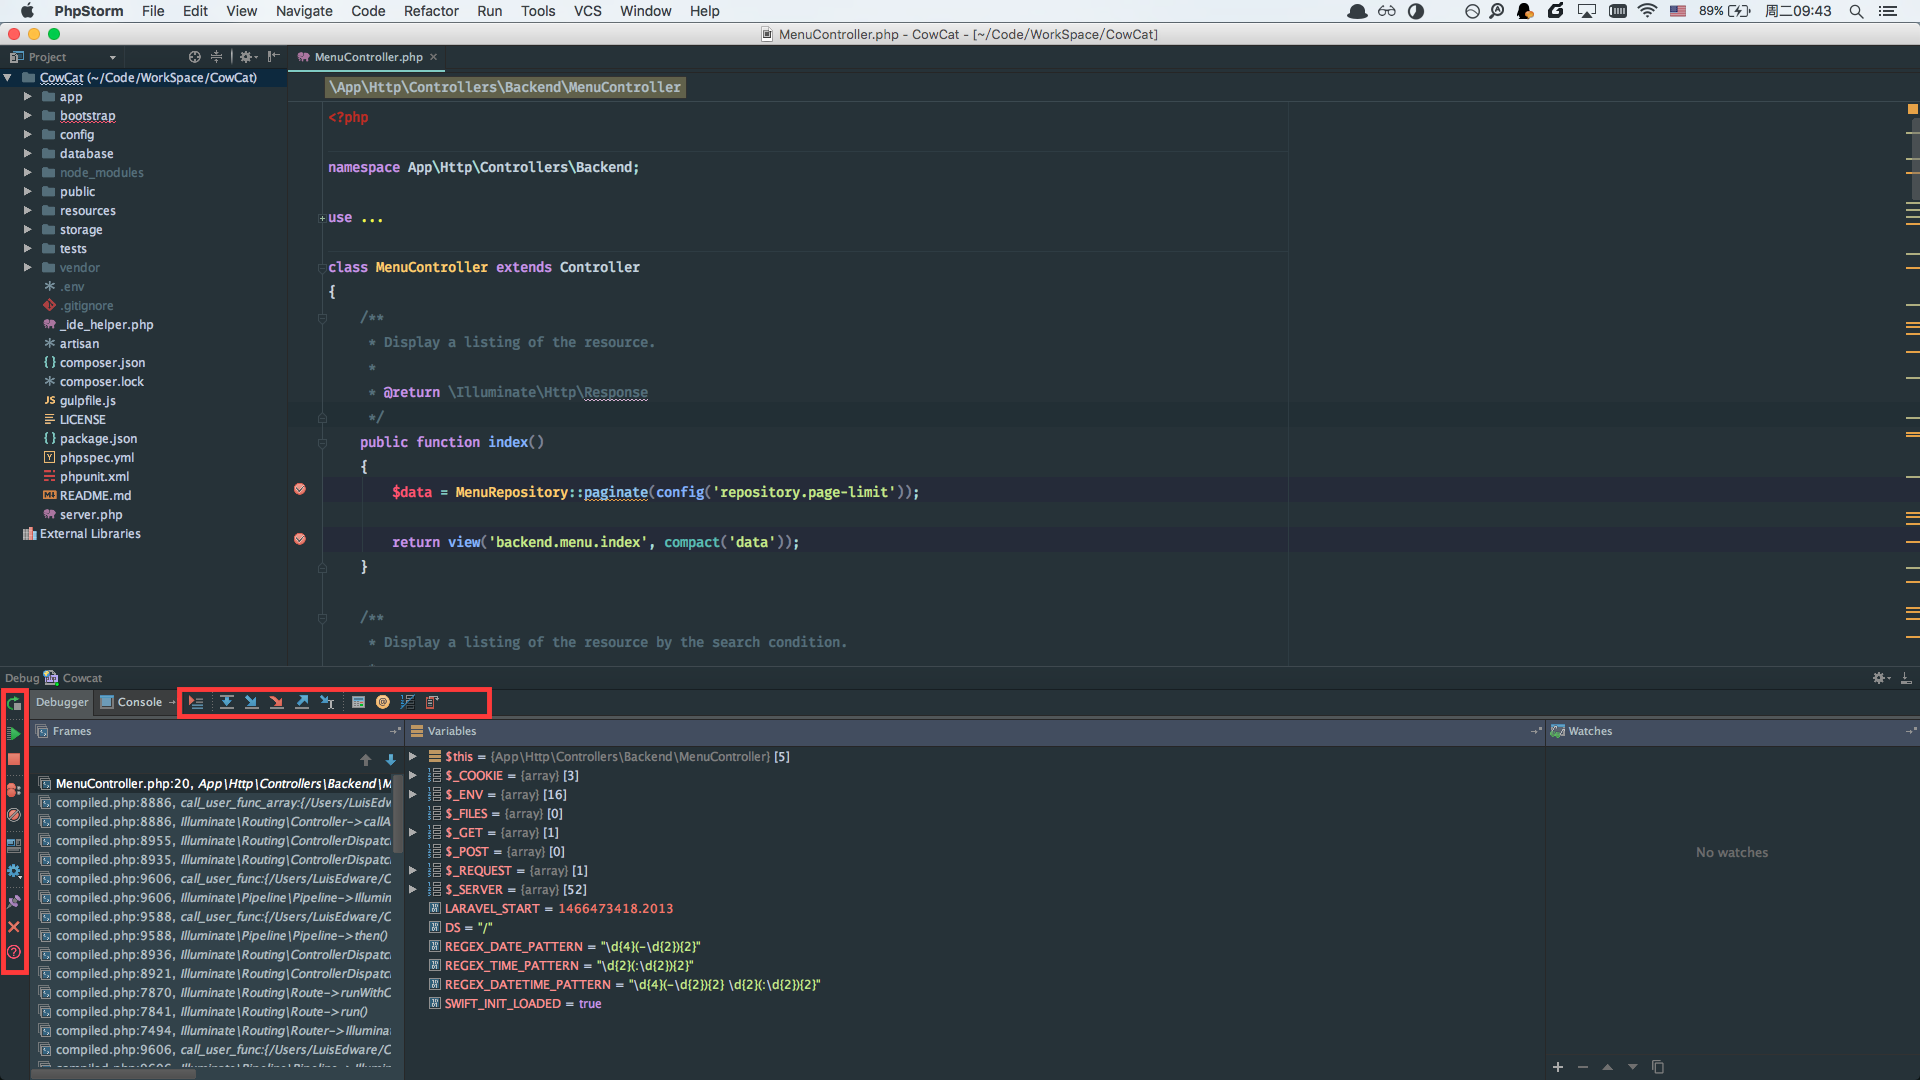 PhpStorm File Edit View Navigate Code Refactor Run Tools VCS Window Help 89% 周二09:43
MenuController.php - CowCat - [~/Code/WorkSpace/CowCat]
Project
MenuController.php
CowCat (~/Code/WorkSpace/CowCat)
app
bootstrap
config
database
node_modules
public
resources
storage
tests
vendor
.env
.gitignore
_ide_helper.php
artisan
composer.json
composer.lock
gulpfile.js
LICENSE
package.json
phpspec.yml
phpunit.xml
README.md
server.php
External Libraries
\App\Http\Controllers\Backend\MenuController
<?php
namespace App\Http\Controllers\Backend;
use ...
class MenuController extends Controller
{
/**
* Display a listing of the resource.
*
* @return \Illuminate\Http\Response
*/
public function index()
{
$data = MenuRepository::paginate(config('repository.page-limit'));
return view('backend.menu.index', compact('data'));
}
/**
* Display a listing of the resource by the search condition.
Debug Cowcat
Debugger Console
Frames
MenuController.php:20, App\Http\Controllers\Backend\M
compiled.php:8886, call_user_func_array:{/Users/LuisEdw
compiled.php:8886, Illuminate\Routing\Controller->callA
compiled.php:8955, Illuminate\Routing\ControllerDispatc
compiled.php:8935, Illuminate\Routing\ControllerDispatc
compiled.php:9606, call_user_func:{/Users/LuisEdware/C
compiled.php:9606, Illuminate\Pipeline\Pipeline->Illumin
compiled.php:9588, call_user_func:{/Users/LuisEdware/C
compiled.php:9588, Illuminate\Pipeline\Pipeline->then()
compiled.php:8936, Illuminate\Routing\ControllerDispatc
compiled.php:8921, Illuminate\Routing\ControllerDispatc
compiled.php:7870, Illuminate\Routing\Route->runWithC
compiled.php:7841, Illuminate\Routing\Route->run()
compiled.php:7494, Illuminate\Routing\Router->Illumina
compiled.php:9606, call_user_func:{/Users/LuisEdware/C
Variables
$this = {App\Http\Controllers\Backend\MenuController} [5]
$_COOKIE = {array} [3]
$_ENV = {array} [16]
$_FILES = {array} [0]
$_GET = {array} [1]
$_POST = {array} [0]
$_REQUEST = {array} [1]
$_SERVER = {array} [52]
LARAVEL_START = 1466473418.2013
DS = "/"
REGEX_DATE_PATTERN = "\d{4}(-\d{2}){2}"
REGEX_TIME_PATTERN = "\d{2}(:\d{2}){2}"
REGEX_DATETIME_PATTERN = "\d{4}(-\d{2}){2} \d{2}(:\d{2}){2}"
SWIFT_INIT_LOADED = true
Watches
No watches